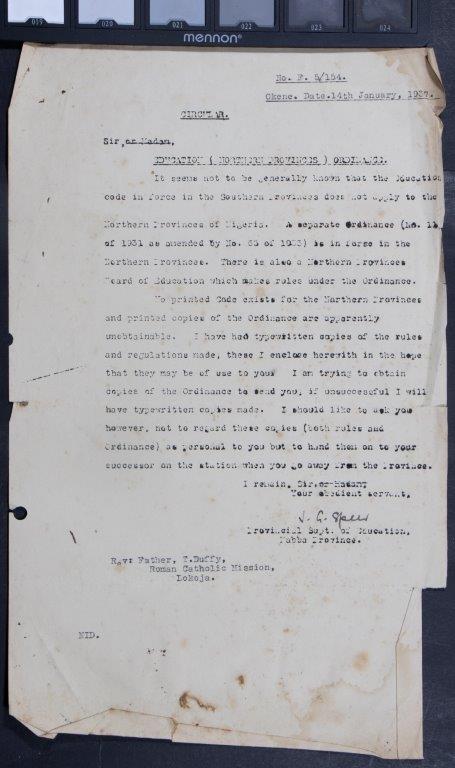 019 020 021 022 023 024
mennon
No. F. 8/154.
Okene. Date.14th January, 1937.
CIRCULAR.
Sir, or Madam,
EDUCATION ( NORTHERN PROVINCES ) ORDINANCE.
It seems not to be generally known that the Education
code in force in the Southern Provinces does not apply to the
Northern Provinces of Nigeria. A separate Ordinance (No. 11
of 1931 as amended by No. of 1933) is in force in the
Northern Provinces. There is also a Northern Provinces
Board of Education which makes rules under the Ordinance.
No printed Code exists for the Northern Provinces
and printed copies of the Ordinance are apparently
unobtainable. I have had typewritten copies of the rules
and regulations made, these I enclose herewith in the hope
that they may be of use to you. I am trying to obtain
copies of the Ordinance to send you, if unsuccessful I will
have typewritten copies made. I should like to ask you
however, not to regard these copies (both rules and
Ordinance) as personal to you but to hand them on to your
successor on the station when you go away from the Province.
I remain, Sir,or Madam,
Your obedient servant,
Provincial Supt. of Education,
Kabba Province.
Rev: Father, T.Duffy,
Roman Catholic Mission,
Lokoja.
NID.